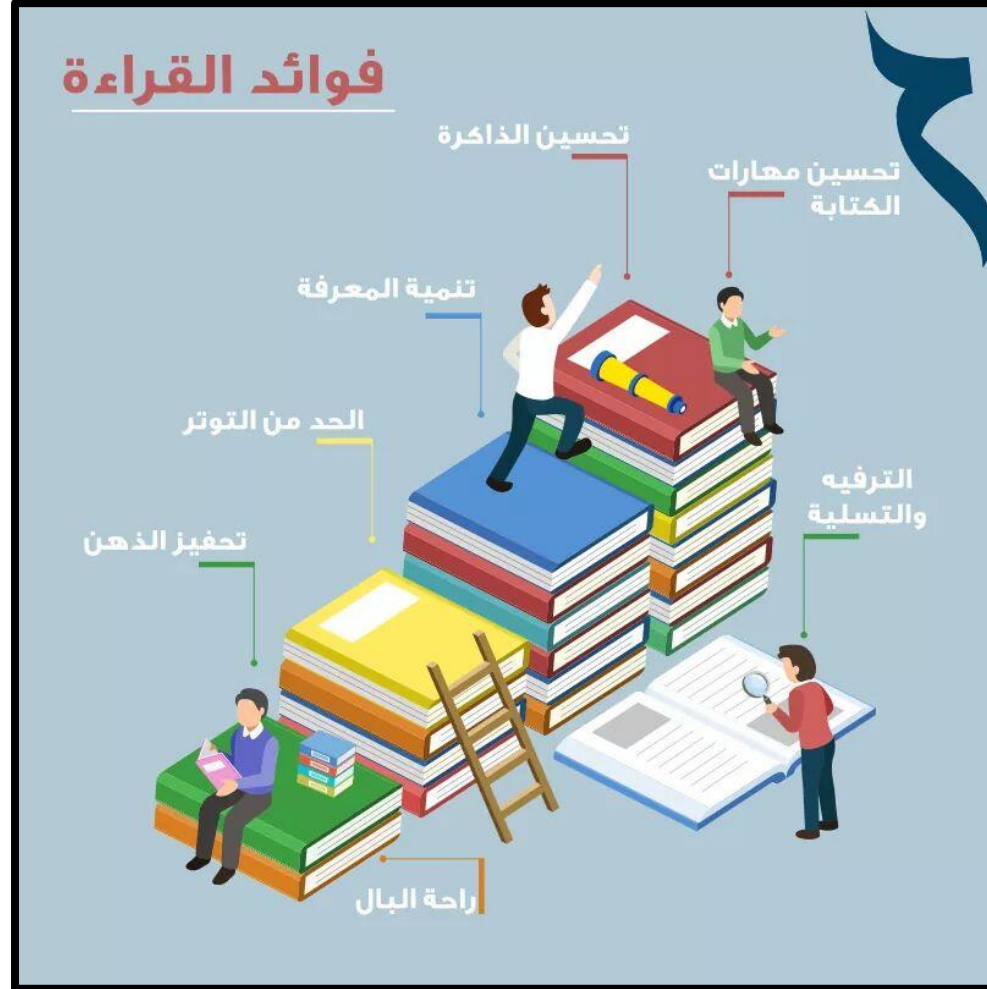 فوائد القراءة
تحسين الذاكرة
تحسين مهارات
الكتابة
تنمية المعرفة
الحد من التوتر
الترفيه
والتسلية
تحفيز الذهن
راحة البال